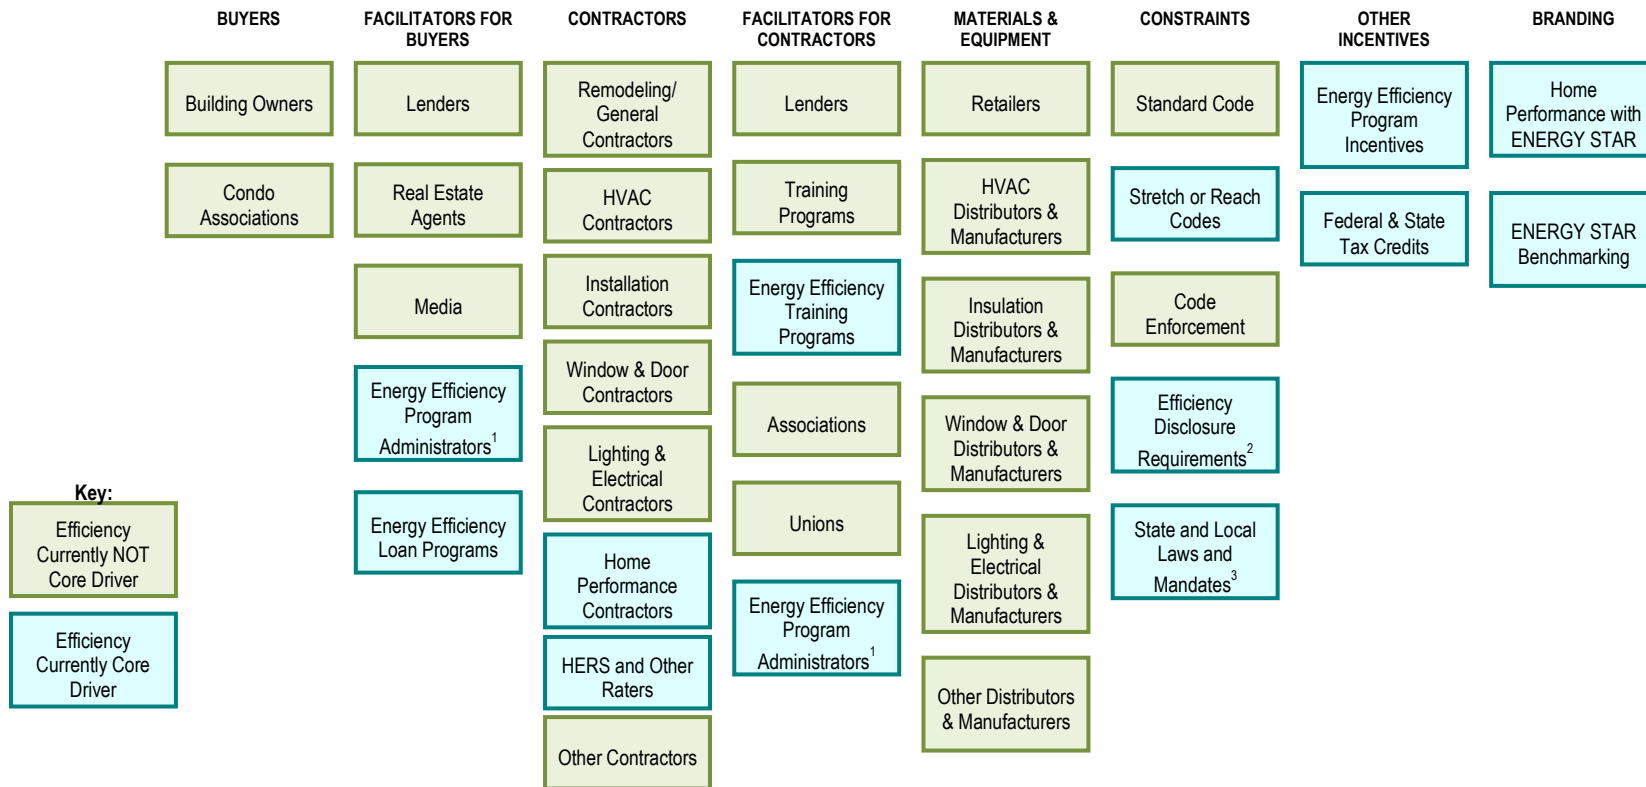 BUYERS
FACILITATORS FOR
BUYERS
CONTRACTORS
FACILITATORS FOR
CONTRACTORS
MATERIALS &
EQUIPMENT
CONSTRAINTS
OTHER
INCENTIVES
BRANDING
Building Owners
Condo
Associations
Lenders
Real Estate
Agents
Media
Energy Efficiency
Program
Administrators1
Energy Efficiency
Loan Programs
Remodeling/
General
Contractors
HVAC
Contractors
Installation
Contractors
Window & Door
Contractors
Lighting &
Electrical
Contractors
Home
Performance
Contractors
HERS and Other
Raters
Other Contractors
Lenders
Training
Programs
Energy Efficiency
Training
Programs
Associations
Unions
Energy Efficiency
Program
Administrators1
Retailers
HVAC
Distributors &
Manufacturers
Insulation
Distributors &
Manufacturers
Window & Door
Distributors &
Manufacturers
Lighting &
Electrical
Distributors &
Manufacturers
Other Distributors
& Manufacturers
Standard Code
Stretch or Reach
Codes
Code
Enforcement
Efficiency
Disclosure
Requirements2
State and Local
Laws and
Mandates3
Energy Efficiency
Program
Incentives
Federal & State
Tax Credits
Home
Performance with
ENERGY STAR
ENERGY STAR
Benchmarking
Key:
Efficiency
Currently NOT
Core Driver
Efficiency
Currently Core
Driver